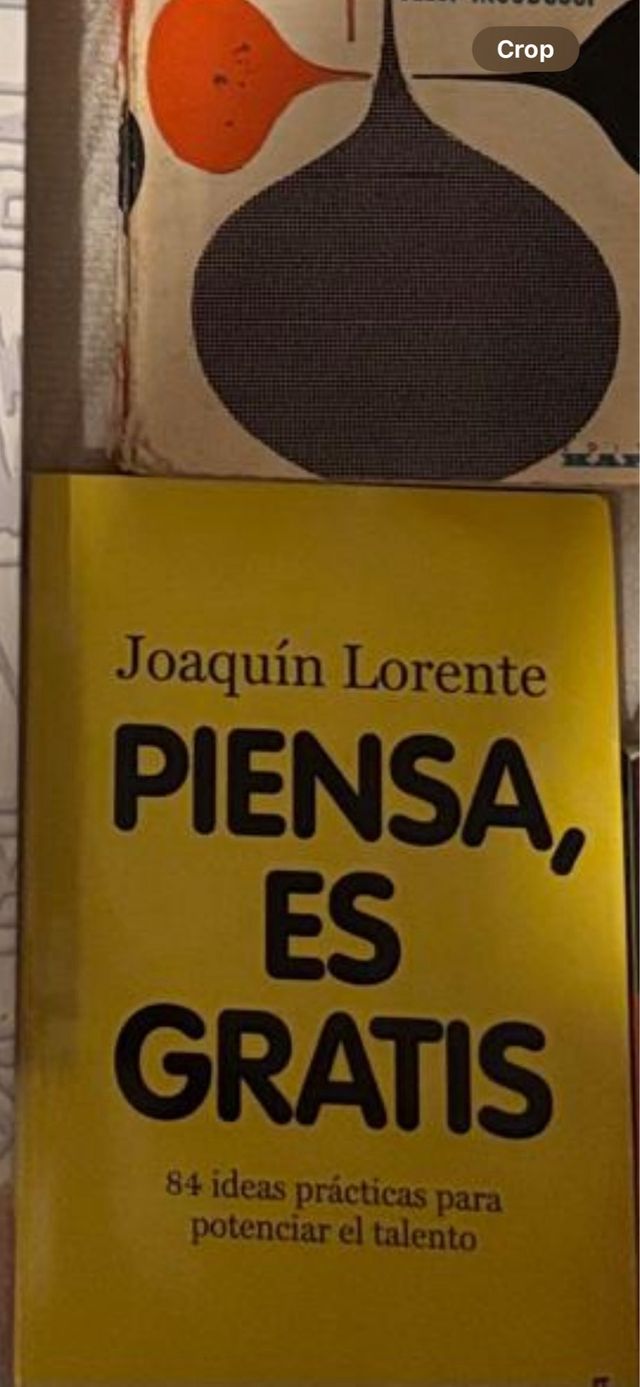 Crop
Joaquín Lorente
PIENSA,
ES
GRATIS
84 ideas prácticas para
potenciar el talento